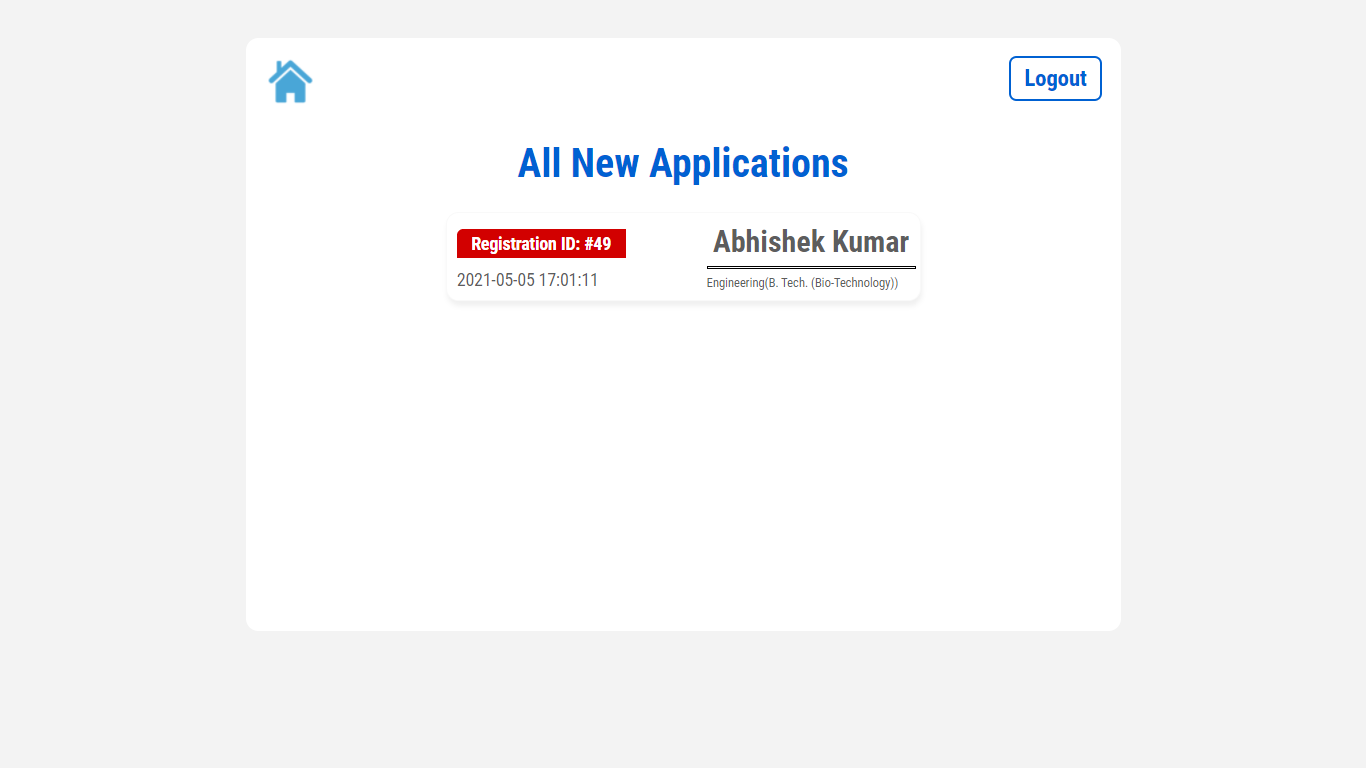 Logout
All New Applications
Registration ID: #49
2021-05-05 17:01:11
Abhishek Kumar
Engineering(B. Tech. (Bio-Technology))